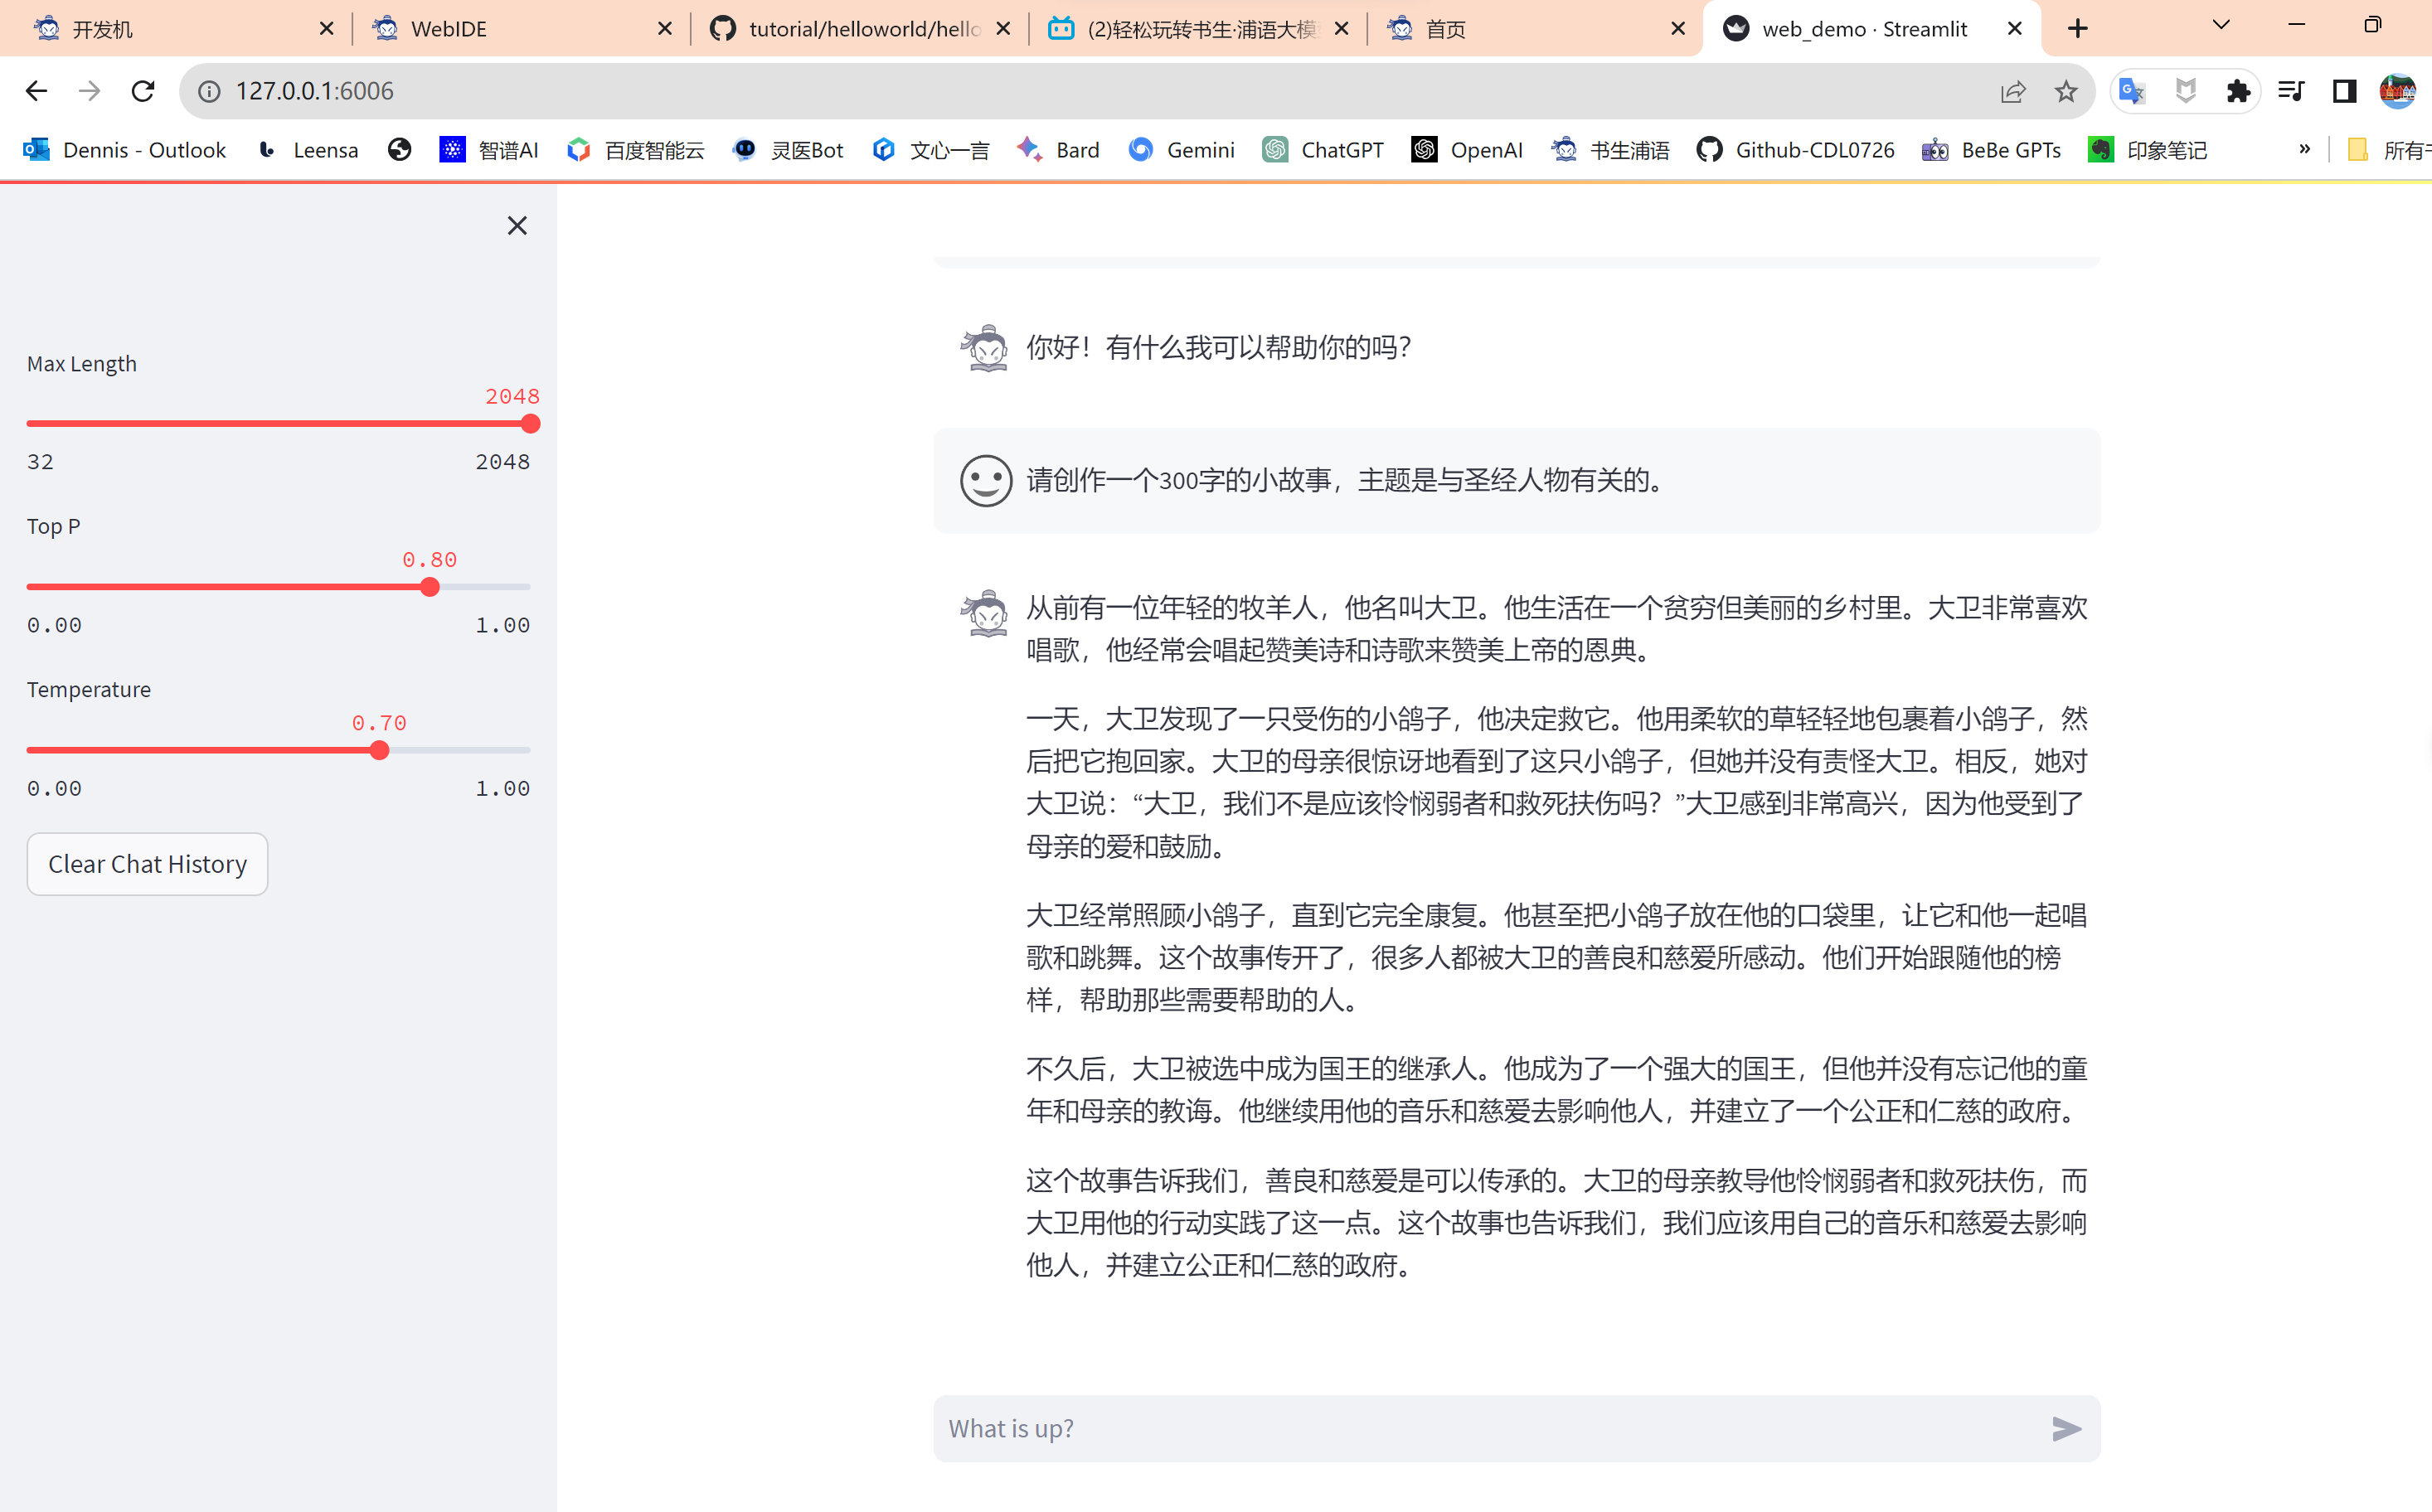 开发机
WebIDE
tutorial/helloworld/hello
(2)轻松玩转书生·浦语大模
首页
web_demo · Streamlit
127.0.0.1:6006
Dennis - Outlook
Leensa
智谱AI
百度智能云
灵医Bot
文心一言
Bard
Gemini
ChatGPT
OpenAI
书生浦语
Github-CDL0726
BeBe GPTs
印象笔记
»
所有
Max Length
2048
32 2048
Top P
0.80
0.00 1.00
Temperature
0.70
0.00 1.00
Clear Chat History
你好！有什么我可以帮助你的吗？
请创作一个300字的小故事，主题是与圣经人物有关的。
从前有一位年轻的牧羊人，他名叫大卫。他生活在一个贫穷但美丽的乡村里。大卫非常喜欢
唱歌，他经常会唱起赞美诗和诗歌来赞美上帝的恩典。
一天，大卫发现了一只受伤的小鸽子，他决定救它。他用柔软的草轻轻地包裹着小鸽子，然
后把它抱回家。大卫的母亲很惊讶地看到了这只小鸽子，但她并没有责怪大卫。相反，她对
大卫说：“大卫，我们不是应该怜悯弱者和救死扶伤吗？”大卫感到非常高兴，因为他受到了
母亲的爱和鼓励。
大卫经常照顾小鸽子，直到它完全康复。他甚至把小鸽子放在他的口袋里，让它和他一起唱
歌和跳舞。这个故事传开了，很多人都被大卫的善良和慈爱所感动。他们开始跟随他的榜
样，帮助那些需要帮助的人。
不久后，大卫被选中成为国王的继承人。他成为了一个强大的国王，但他并没有忘记他的童
年和母亲的教诲。他继续用他的音乐和慈爱去影响他人，并建立了一个公正和仁慈的政府。
这个故事告诉我们，善良和慈爱是可以传承的。大卫的母亲教导他怜悯弱者和救死扶伤，而
大卫用他的行动实践了这一点。这个故事也告诉我们，我们应该用自己的音乐和慈爱去影响
他人，并建立公正和仁慈的政府。
What is up?